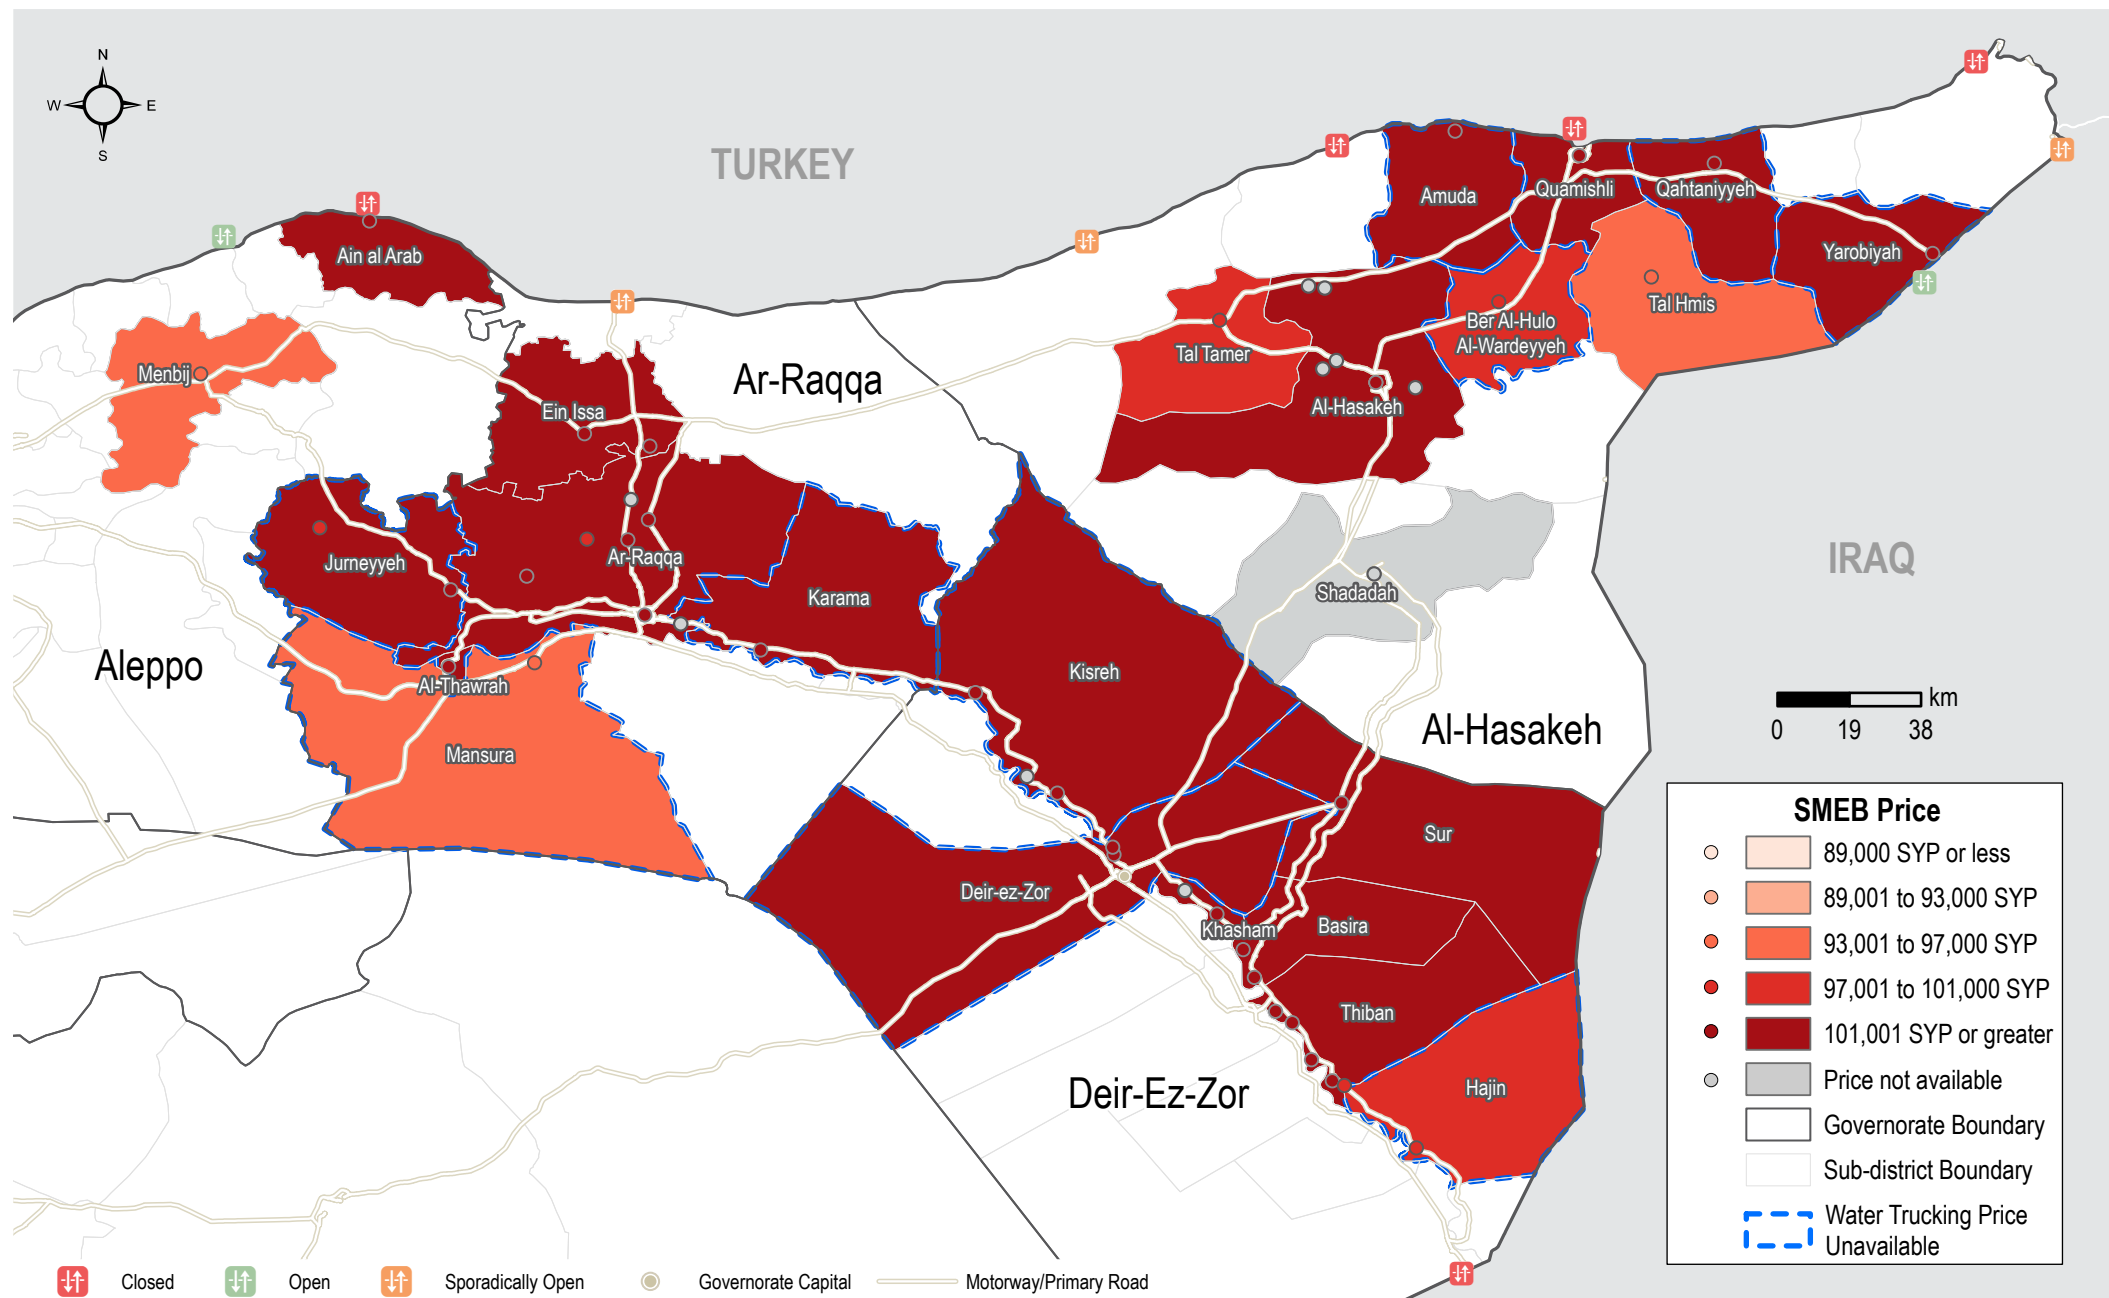 N
W
E
S
TURKEY
Ain al Arab
Amuda
Quamishli
Qahtaniyyeh
Yarobiyah
Tal Hmis
Ber Al-Hulo
Al-Wardeyyeh
Tal Tamer
Al-Hasakeh
Menbij
Ar-Raqqa
Ein Issa
Ar-Raqqa
Jurneyyeh
Karama
Shadadah
IRAQ
Aleppo
Al-Thawrah
Mansura
Kisreh
Al-Hasakeh
km
0
19
38
Sur
Deir-ez-Zor
Khasham
Basira
Thiban
Hajin
Deir-Ez-Zor
SMEB Price
89,000 SYP or less
89,001 to 93,000 SYP
93,001 to 97,000 SYP
97,001 to 101,000 SYP
101,001 SYP or greater
Price not available
Governorate Boundary
Sub-district Boundary
Water Trucking Price
Unavailable
Closed
Open
Sporadically Open
Governorate Capital
Motorway/Primary Road